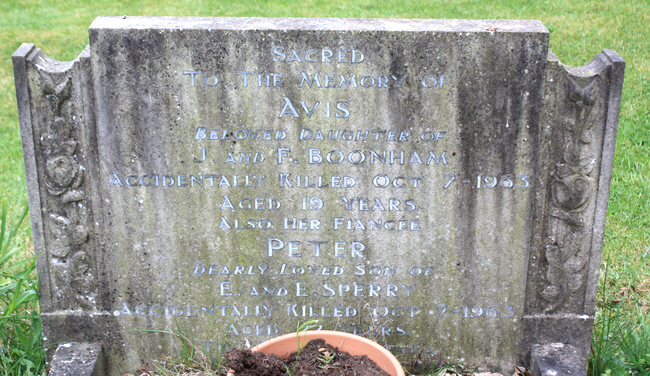 SACRED
TO THE MEMORY OF
AVIS
BELOVED DAUGHTER OF
J. AND F. BOONHAM
ACCIDENTALLY KILLED OCT 7-1963
AGED 19 YEARS.
ALSO HER FIANCÉE
PETER
DEARLY LOVED SON OF
E. AND E. SPERRY
ACCIDENTALLY KILLED OCT 7-1963
AGED